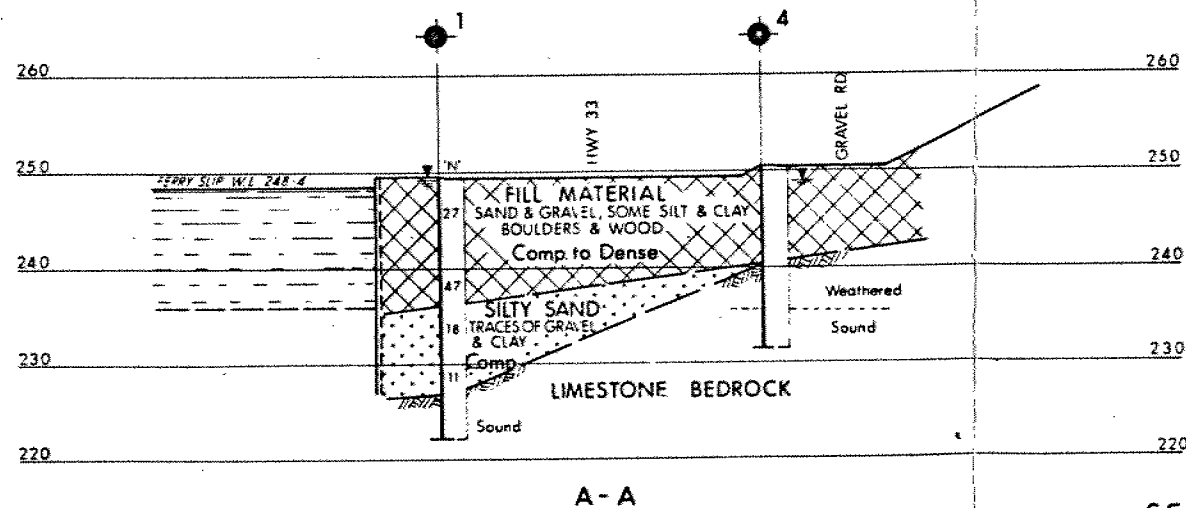 1
4
260
260
HWY 33
GRAVEL RD
250
250
'N'
FERRY SLIP W.L. 248.4
FILL MATERIAL
27
SAND & GRAVEL, SOME SILT & CLAY
BOULDERS & WOOD
Comp. to Dense
240
240
47
Weathered
SILTY SAND
18
TRACES OF GRAVEL
Sound
& CLAY
Comp.
230
230
11
LIMESTONE BEDROCK
Sound
220
220
A - A